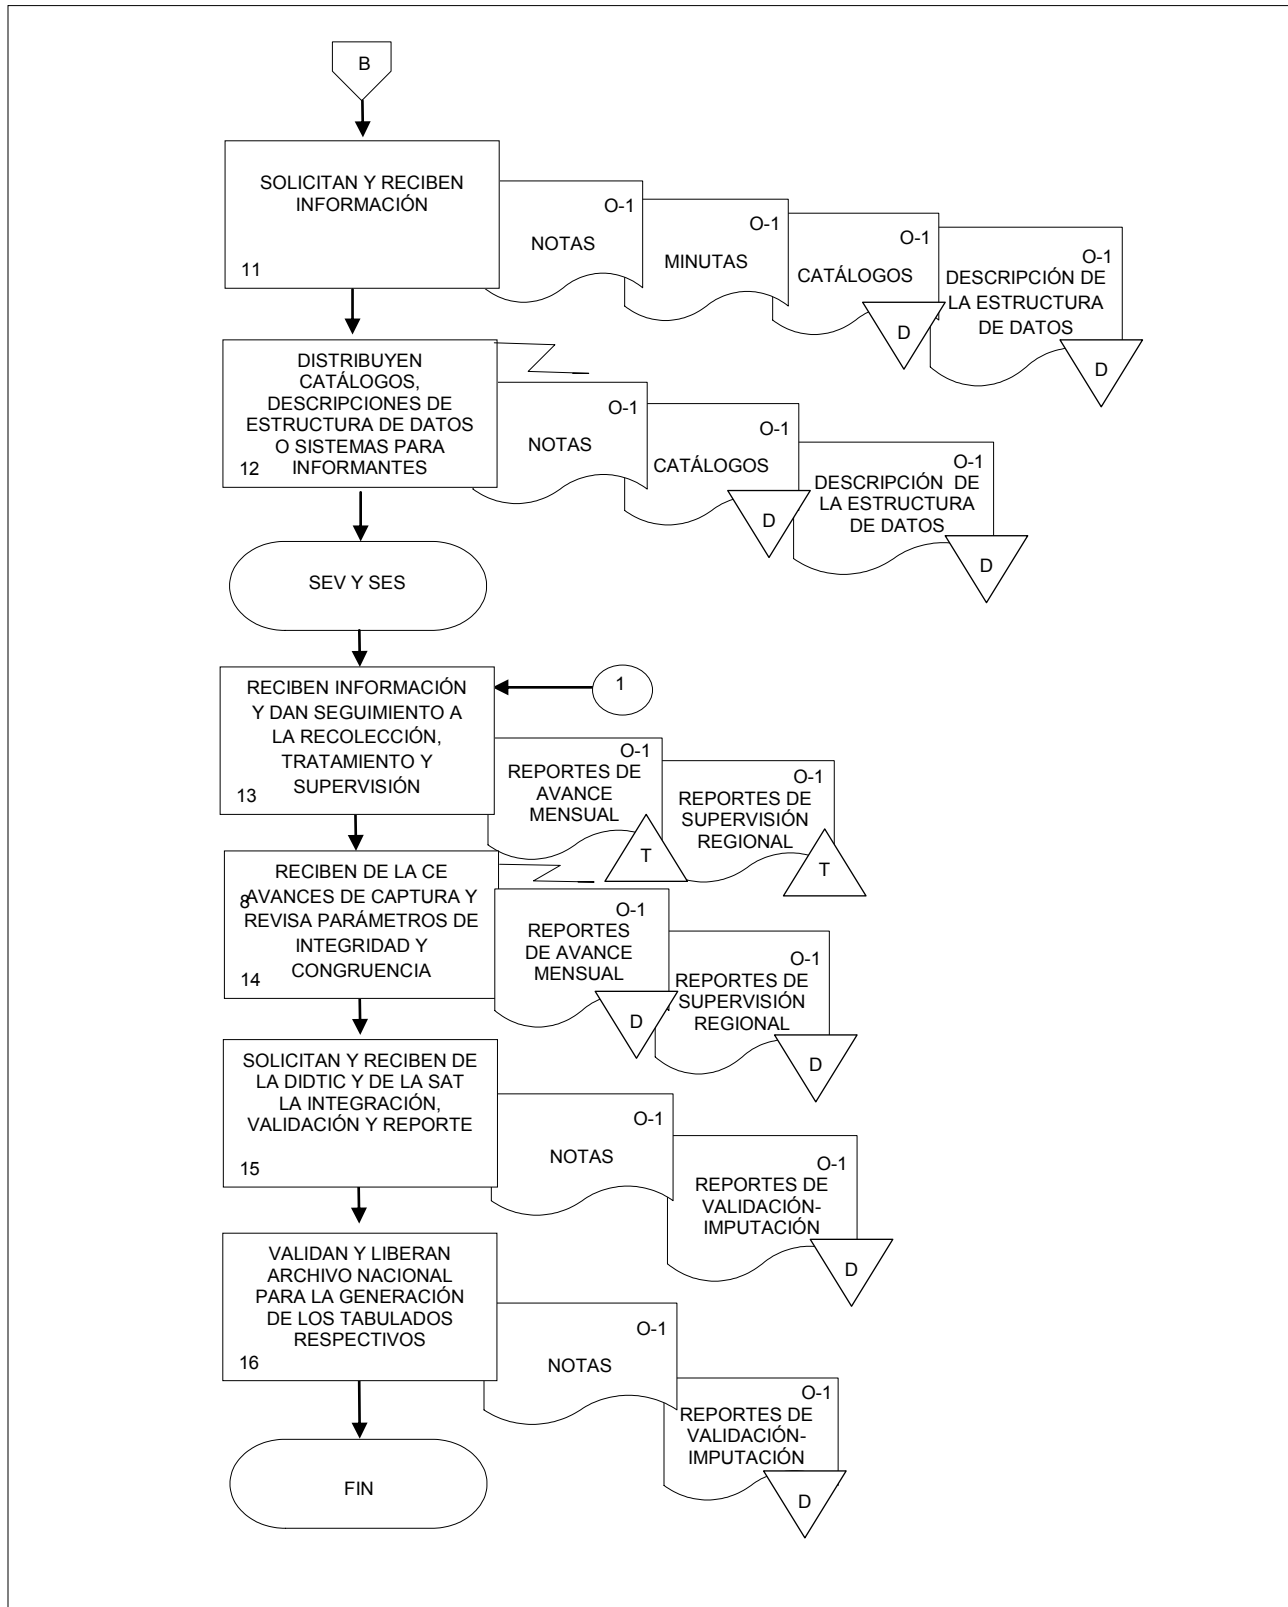 B
SOLICITAN Y RECIBEN
INFORMACIÓN
11
O-1
NOTAS
O-1
MINUTAS
O-1
CATÁLOGOS
D
O-1
DESCRIPCIÓN DE
LA ESTRUCTURA
DE DATOS
D
DISTRIBUYEN
CATÁLOGOS,
DESCRIPCIONES DE
ESTRUCTURA DE DATOS
O SISTEMAS PARA
INFORMANTES
12
O-1
NOTAS
O-1
CATÁLOGOS
D
O-1
DESCRIPCIÓN DE
LA ESTRUCTURA
DE DATOS
D
SEV Y SES
RECIBEN INFORMACIÓN
Y DAN SEGUIMIENTO A
LA RECOLECCIÓN,
TRATAMIENTO Y
SUPERVISIÓN
13
1
O-1
REPORTES DE
AVANCE
MENSUAL
T
O-1
REPORTES DE
SUPERVISIÓN
REGIONAL
T
RECIBEN DE LA CE
AVANCES DE CAPTURA Y
8
REVISA PARÁMETROS DE
INTEGRIDAD Y
CONGRUENCIA
14
O-1
REPORTES
DE AVANCE
MENSUAL
D
O-1
REPORTES DE
SUPERVISIÓN
REGIONAL
D
SOLICITAN Y RECIBEN DE
LA DIDTIC Y DE LA SAT
LA INTEGRACIÓN,
VALIDACIÓN Y REPORTE
15
O-1
NOTAS
O-1
REPORTES DE
VALIDACIÓN-
IMPUTACIÓN
D
VALIDAN Y LIBERAN
ARCHIVO NACIONAL
PARA LA GENERACIÓN
DE LOS TABULADOS
RESPECTIVOS
16
O-1
NOTAS
O-1
REPORTES DE
VALIDACIÓN-
IMPUTACIÓN
D
FIN